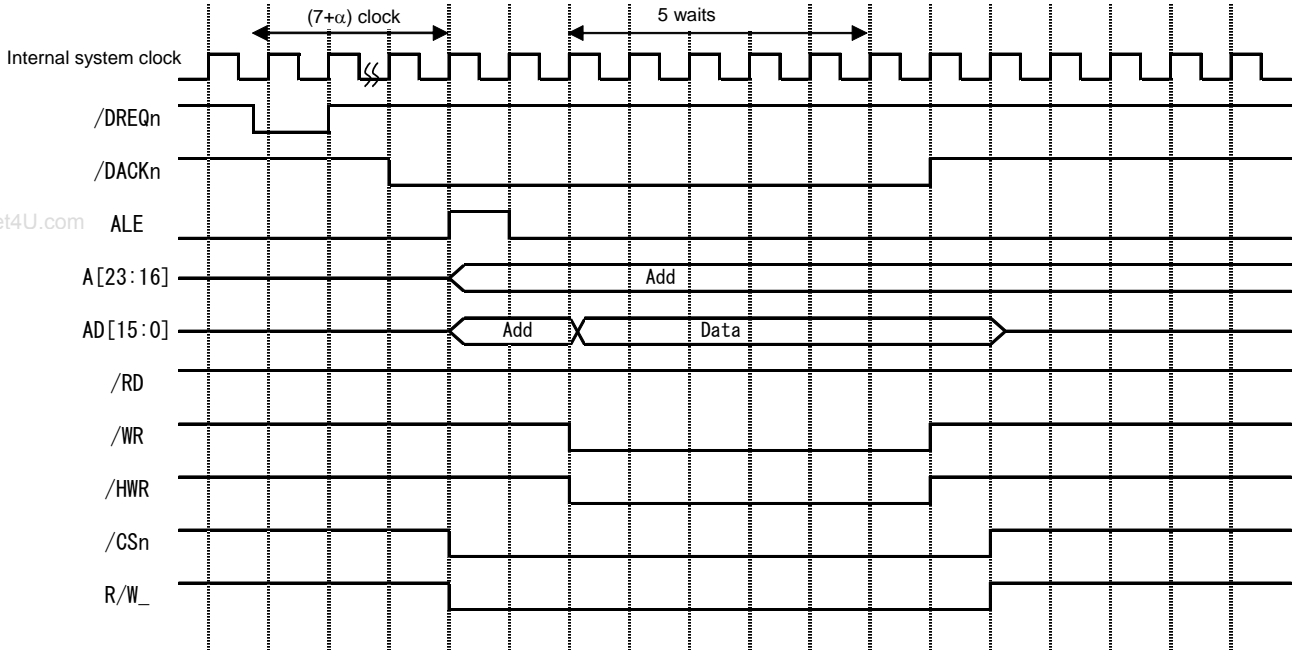 (7+α) clock
5 waits
Internal system clock
/DREQn
/DACKn
et4U.com
ALE
A[23:16]
Add
AD[15:0]
Add
Data
/RD
/WR
/HWR
/CSn
R/W_